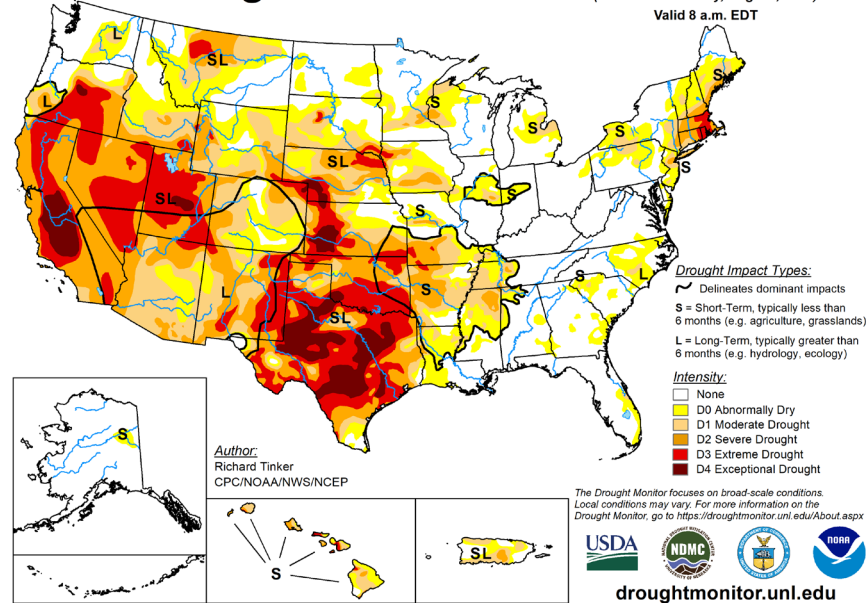 Valid 8 a.m. EDT
L
SL
S
L
S
S
S
SL
S
SL
S
S
L
S
S
L
SL
Drought Impact Types:
Delineates dominant impacts
S = Short-Term, typically less than
6 months (e.g. agriculture, grasslands)
L = Long-Term, typically greater than
6 months (e.g. hydrology, ecology)
Intensity:
None
D0 Abnormally Dry
D1 Moderate Drought
D2 Severe Drought
D3 Extreme Drought
D4 Exceptional Drought
S
Author:
Richard Tinker
CPC/NOAA/NWS/NCEP
S
SL
The Drought Monitor focuses on broad-scale conditions.
Local conditions may vary. For more information on the
Drought Monitor, go to https://droughtmonitor.unl.edu/About.aspx
USDA
NDMC
NOAA
droughtmonitor.unl.edu